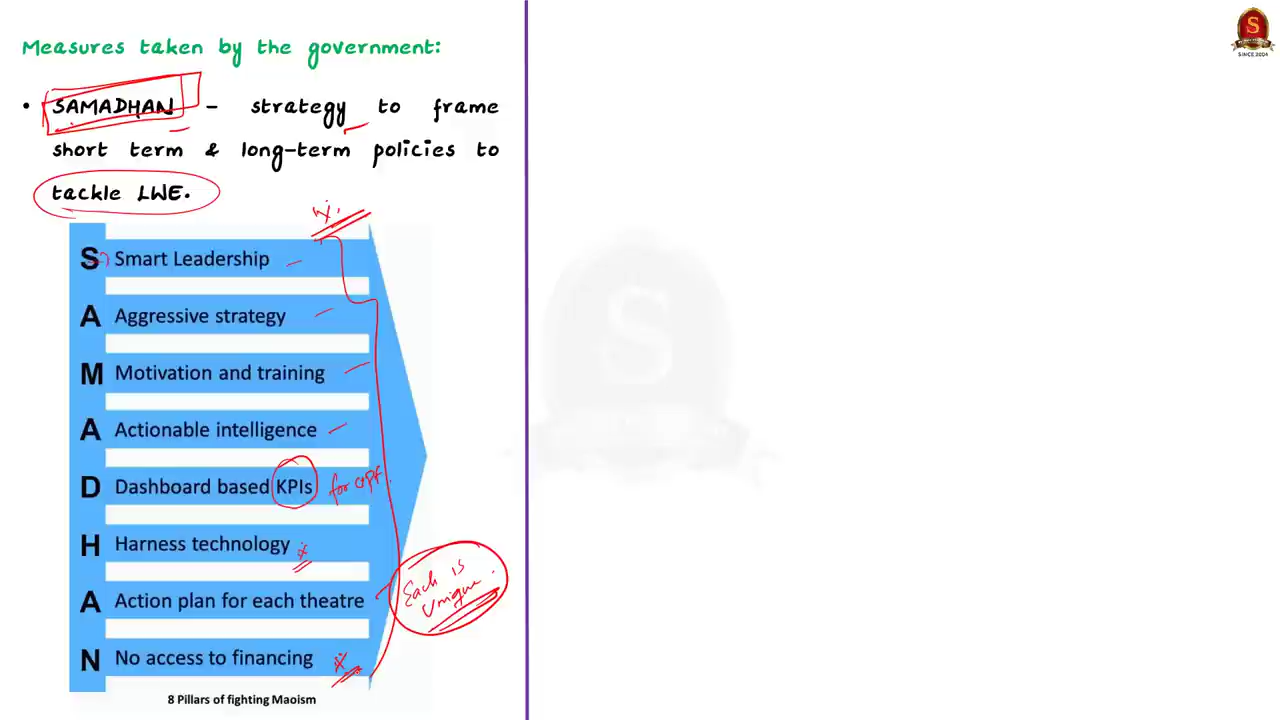 Measures taken by the government:
• SAMADHAN - strategy to frame
short term & long-term policies to
tackle LWE.
S Smart Leadership
A Aggressive strategy
M Motivation and training
A Actionable intelligence
D Dashboard based KPIs for
H Harness technology
A Action plan for each theatre
Each is
unique.
N No access to financing
8 Pillars of fighting Maoism
S
SINCE 2004
S